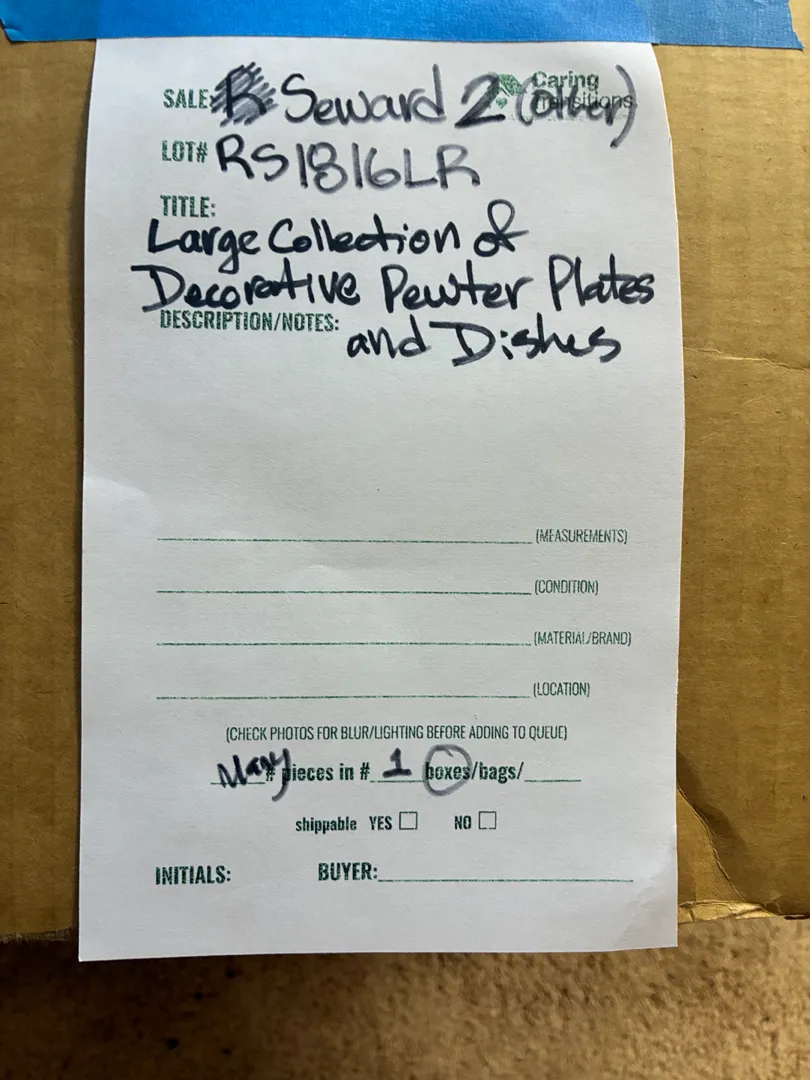 Caring
Transitions
SALE: Seward 2 (other)
LOT# RS1816LR
TITLE:
Large Collection of
Decorative Pewter Plates
DESCRIPTION/NOTES: and Dishes
(MEASUREMENTS)
(CONDITION)
(MATERIAL/BRAND)
(LOCATION)
(CHECK PHOTOS FOR BLUR/LIGHTING BEFORE ADDING TO QUEUE)
Many # pieces in # 1 boxes/bags/
shippable YES ☐ NO ☐
INITIALS: BUYER: